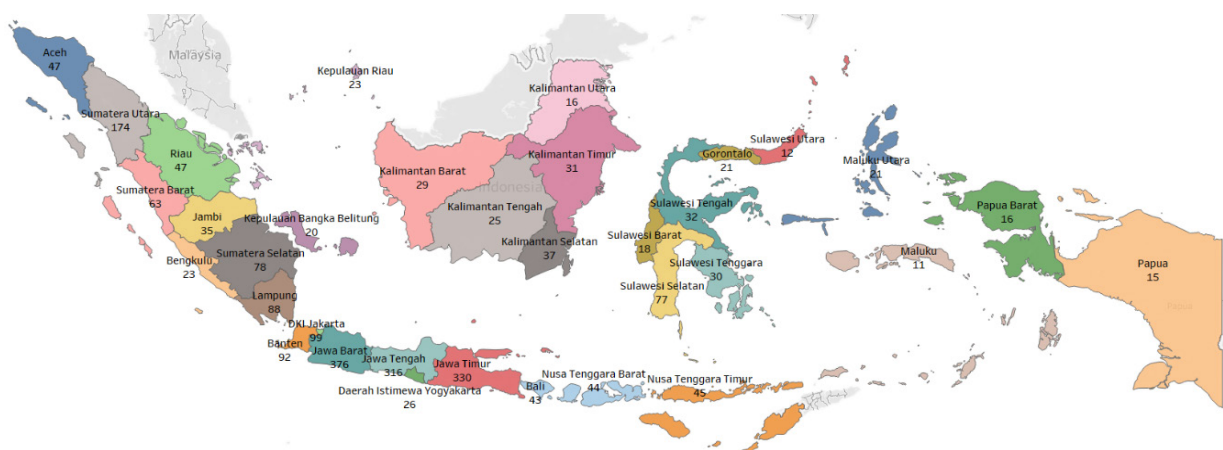 Aceh
47
Malaysia
Sumatera Utara
174
Kepulauan Riau
23
Riau
47
Sumatera Barat
63
Jambi
35
Kepulauan Bangka Belitung
20
Bengkulu
23
Sumatera Selatan
78
Lampung
88
DKI Jakarta
99
Banten
92
Jawa Barat
376
Jawa Tengah
316
Daerah Istimewa Yogyakarta
26
Jawa Timur
330
Bali
43
Nusa Tenggara Barat
44
Nusa Tenggara Timur
45
Kalimantan Utara
16
Kalimantan Timur
31
Kalimantan Barat
29
Indonesia
Kalimantan Tengah
25
Kalimantan Selatan
37
Sulawesi Utara
12
Gorontalo
21
Sulawesi Tengah
32
Sulawesi Barat
18
Sulawesi Tenggara
30
Sulawesi Selatan
77
Maluku Utara
21
Maluku
11
Papua Barat
16
Papua
15
Papua